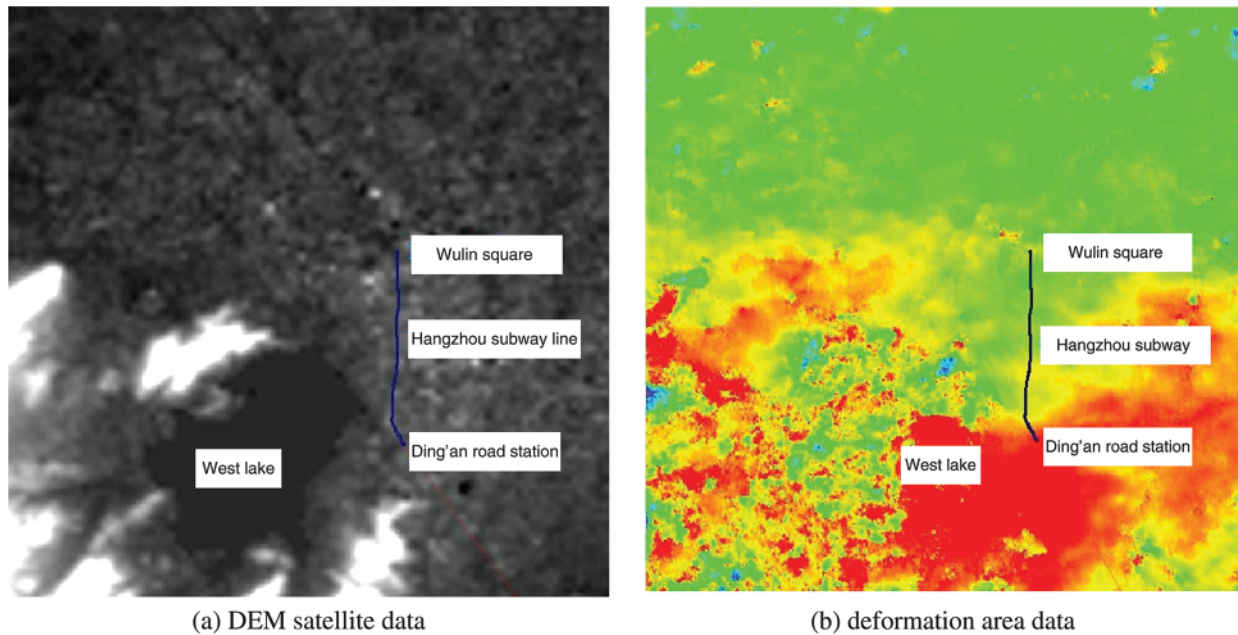 Wulin square
Hangzhou subway line
Ding'an road station
West lake
(a) DEM satellite data
Wulin square
Hangzhou subway
Ding'an road station
West lake
(b) deformation area data